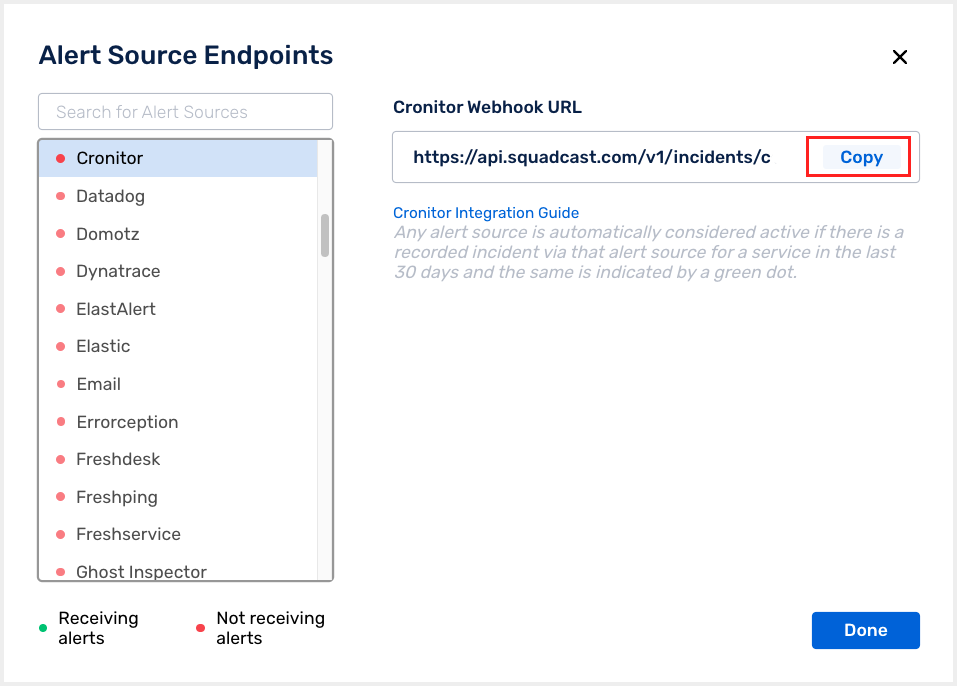 Alert Source Endpoints
Search for Alert Sources
Cronitor
Datadog
Domotz
Dynatrace
ElastAlert
Elastic
Email
Errorception
Freshdesk
Freshping
Freshservice
Ghost Inspector
Receiving
alerts
Not receiving
alerts
Cronitor Webhook URL
https://api.squadcast.com/v1/incidents/c
Copy
Cronitor Integration Guide
Any alert source is automatically considered active if there is a
recorded incident via that alert source for a service in the last
30 days and the same is indicated by a green dot.
Done